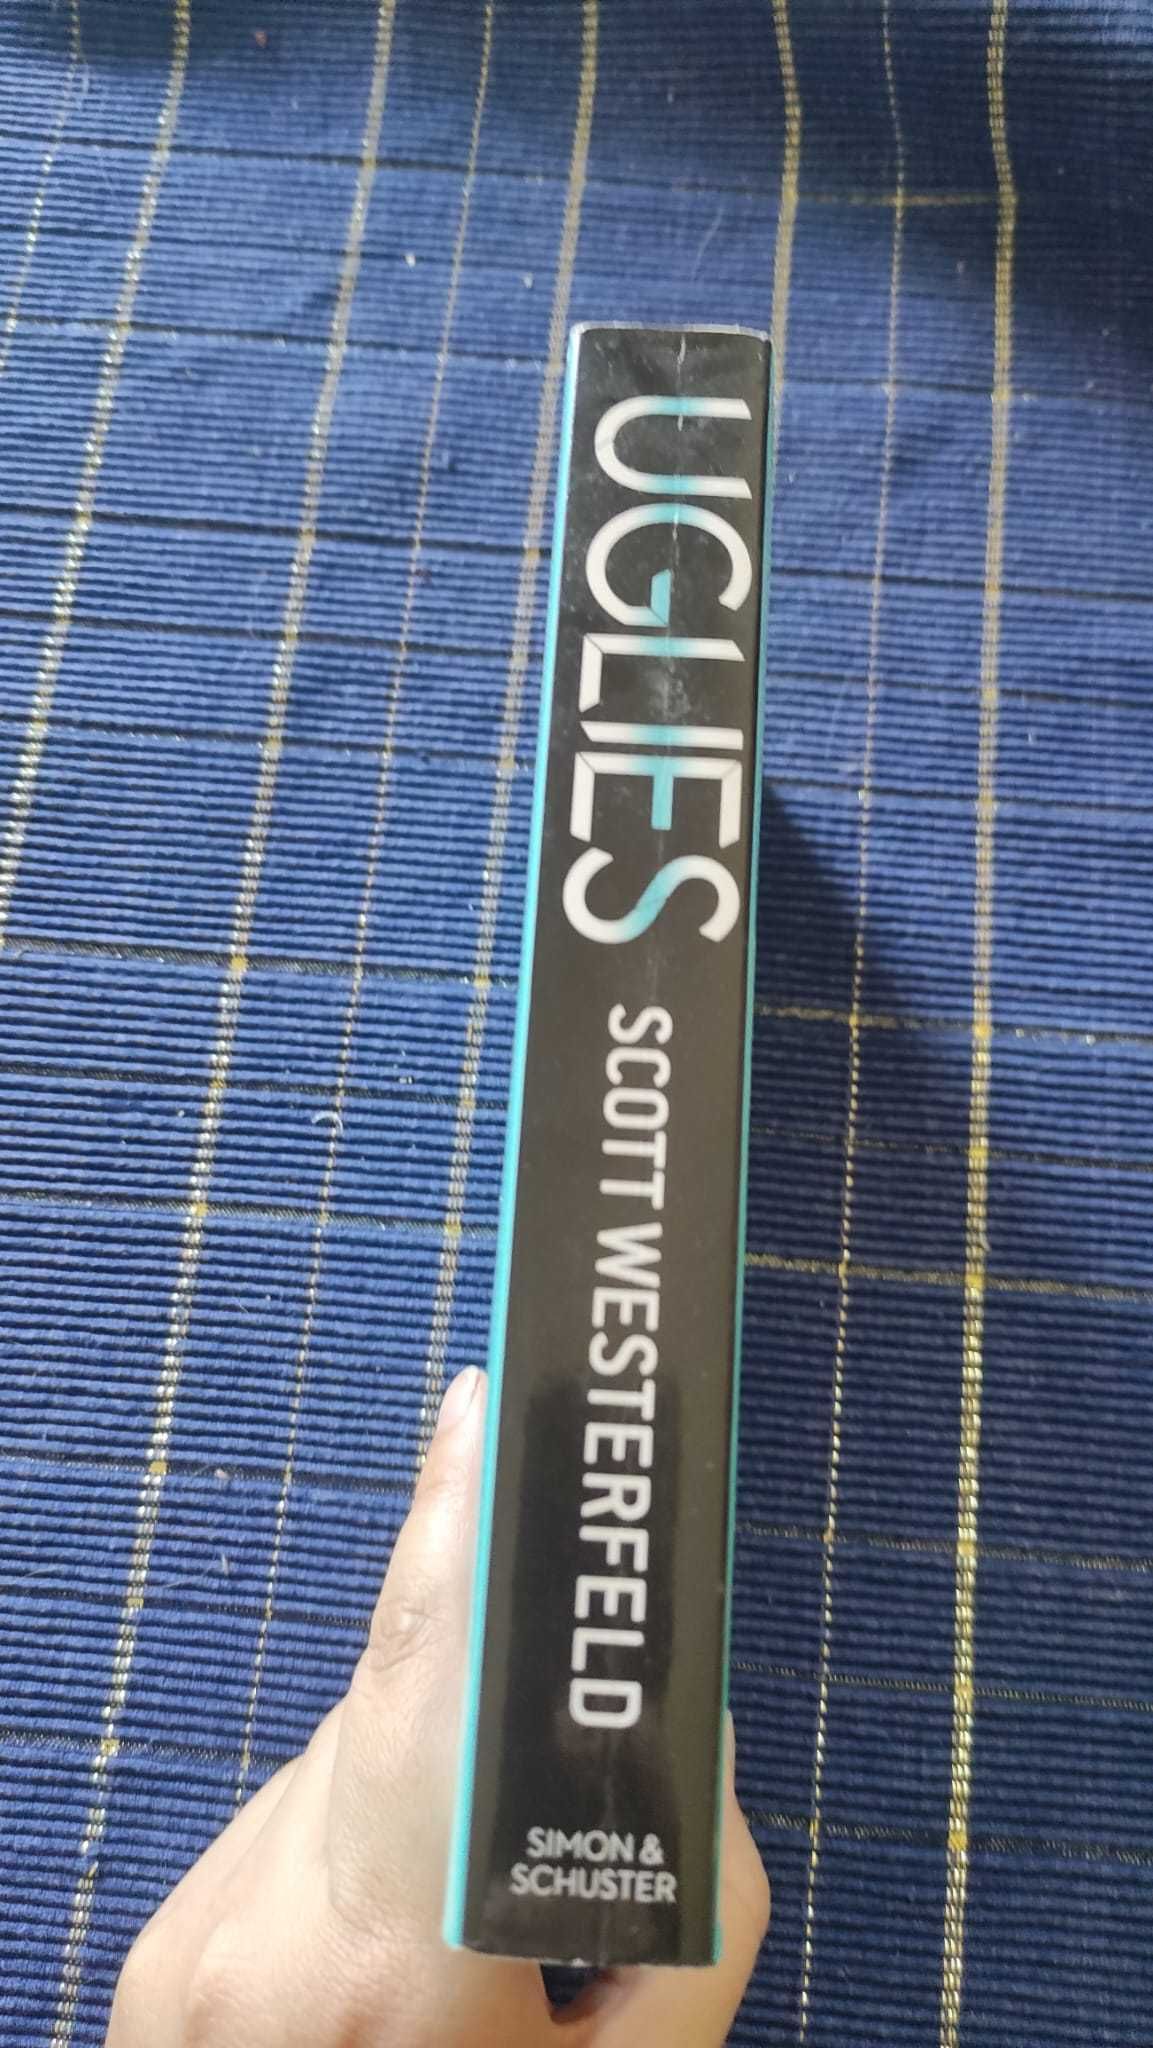 UGLIES
SCOTT WESTERFELD
SIMON &
SCHUSTER